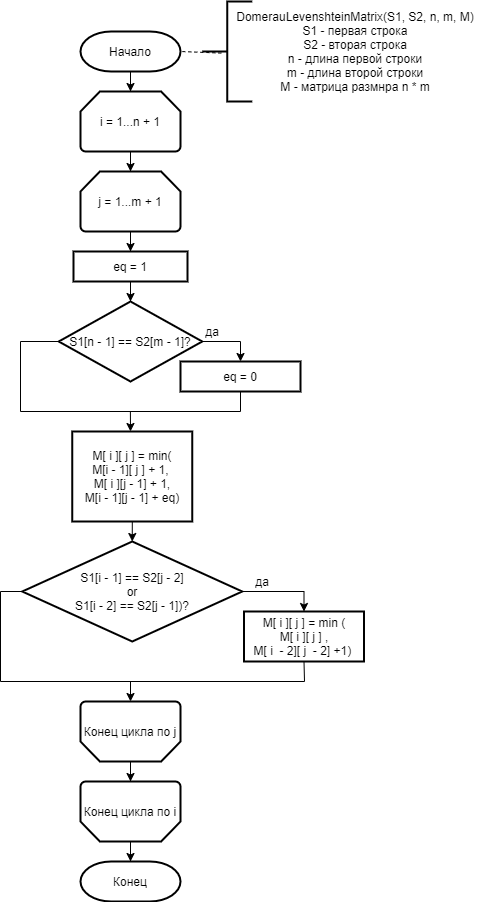 DomerauLevenshteinMatrix(S1, S2, n, m, M)
S1 - первая строка
S2 - вторая строка
n - длина первой строки
m - длина второй строки
M - матрица размнра n * m
Начало
i = 1...n + 1
j = 1...m + 1
eq = 1
S1[n - 1] == S2[m - 1]?
да
eq = 0
M[ i ][ j ] = min(
M[i - 1][ j ] + 1,
M[ i ][j - 1] + 1,
M[i - 1][j - 1] + eq)
S1[i - 1] == S2[j - 2]
or
S1[i - 2] == S2[j - 1])?
да
M[ i ][ j ] = min (
M[ i ][ j ] ,
M[ i - 2][ j - 2] +1)
Конец цикла по j
Конец цикла по i
Конец